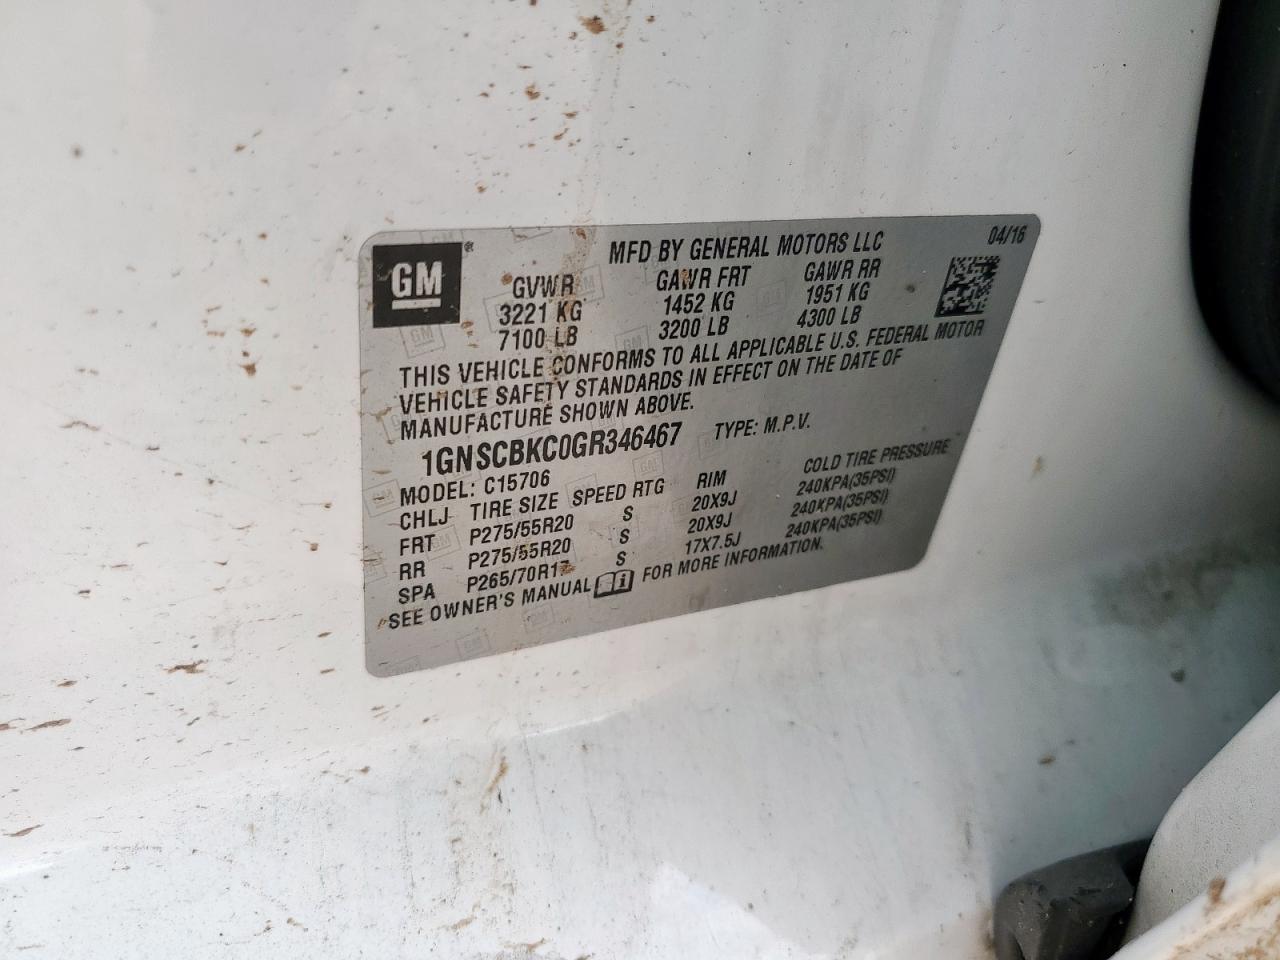 GM®
MFD BY GENERAL MOTORS LLC 04/16
GVWR GAWR FRT GAWR RR
3221 KG 1452 KG 1951 KG
7100 LB 3200 LB 4300 LB
THIS VEHICLE CONFORMS TO ALL APPLICABLE U.S. FEDERAL MOTOR
VEHICLE SAFETY STANDARDS IN EFFECT ON THE DATE OF
MANUFACTURE SHOWN ABOVE.
1GNSCBKC0GR346467 TYPE: M.P.V.
MODEL: C15706
CHLJ TIRE SIZE SPEED RTG RIM COLD TIRE PRESSURE
FRT P275/55R20 S 20X9J 240KPA(35PSI)
RR P275/55R20 S 20X9J 240KPA(35PSI)
SPA P265/70R17 S 17X7.5J 240KPA(35PSI)
SEE OWNER'S MANUAL FOR MORE INFORMATION.